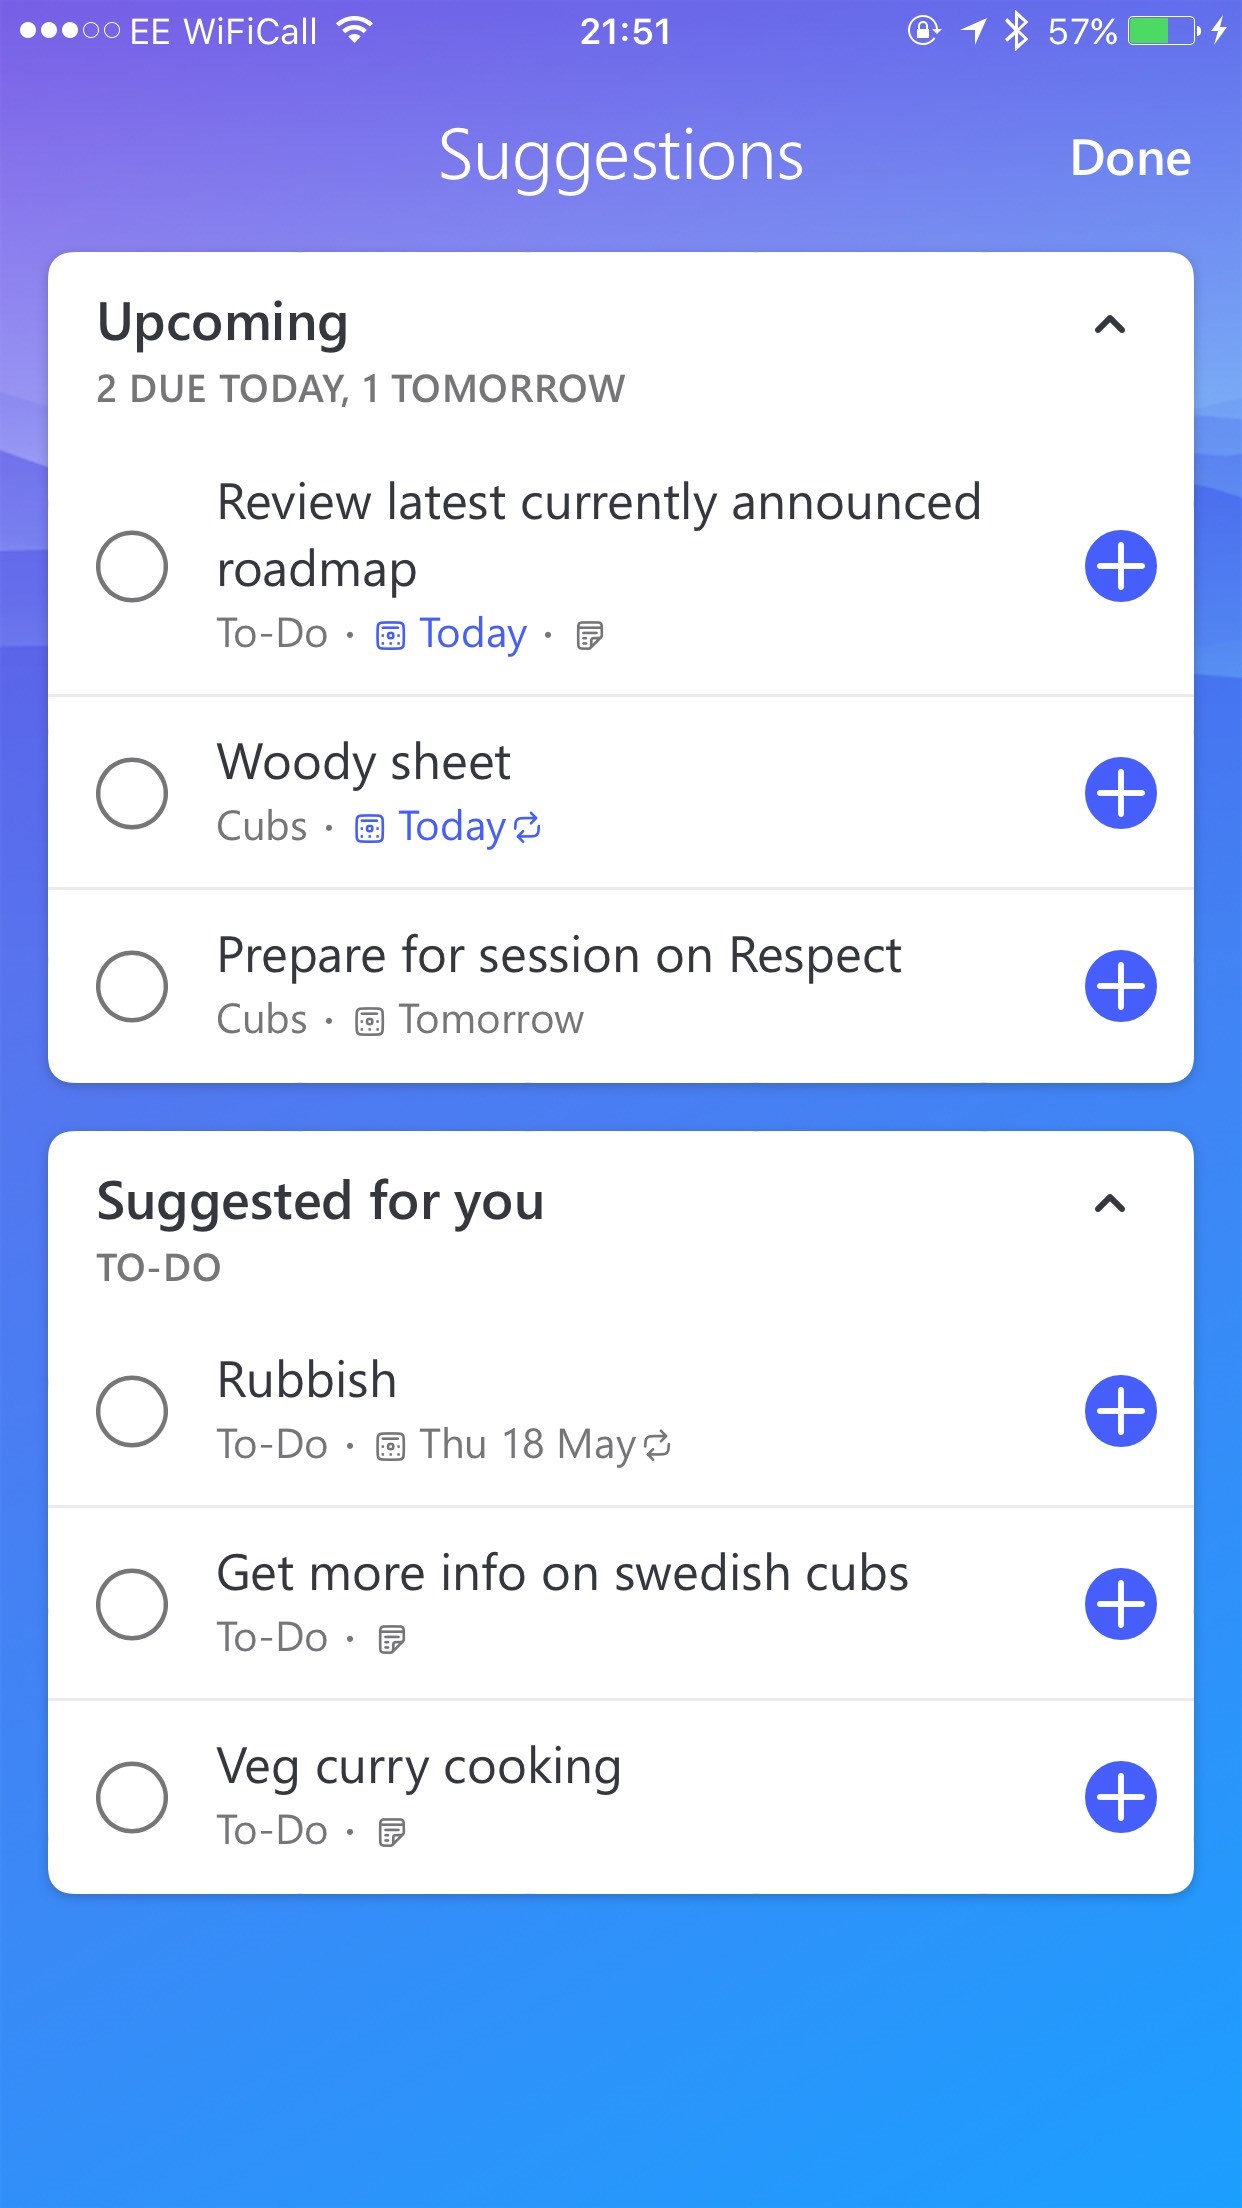 EE WiFiCall 21:51 57%
Suggestions Done
Upcoming
2 DUE TODAY, 1 TOMORROW
Review latest currently announced
roadmap
To-Do · Today ·
Woody sheet
Cubs · Today
Prepare for session on Respect
Cubs · Tomorrow
Suggested for you
TO-DO
Rubbish
To-Do · Thu 18 May
Get more info on swedish cubs
To-Do ·
Veg curry cooking
To-Do ·